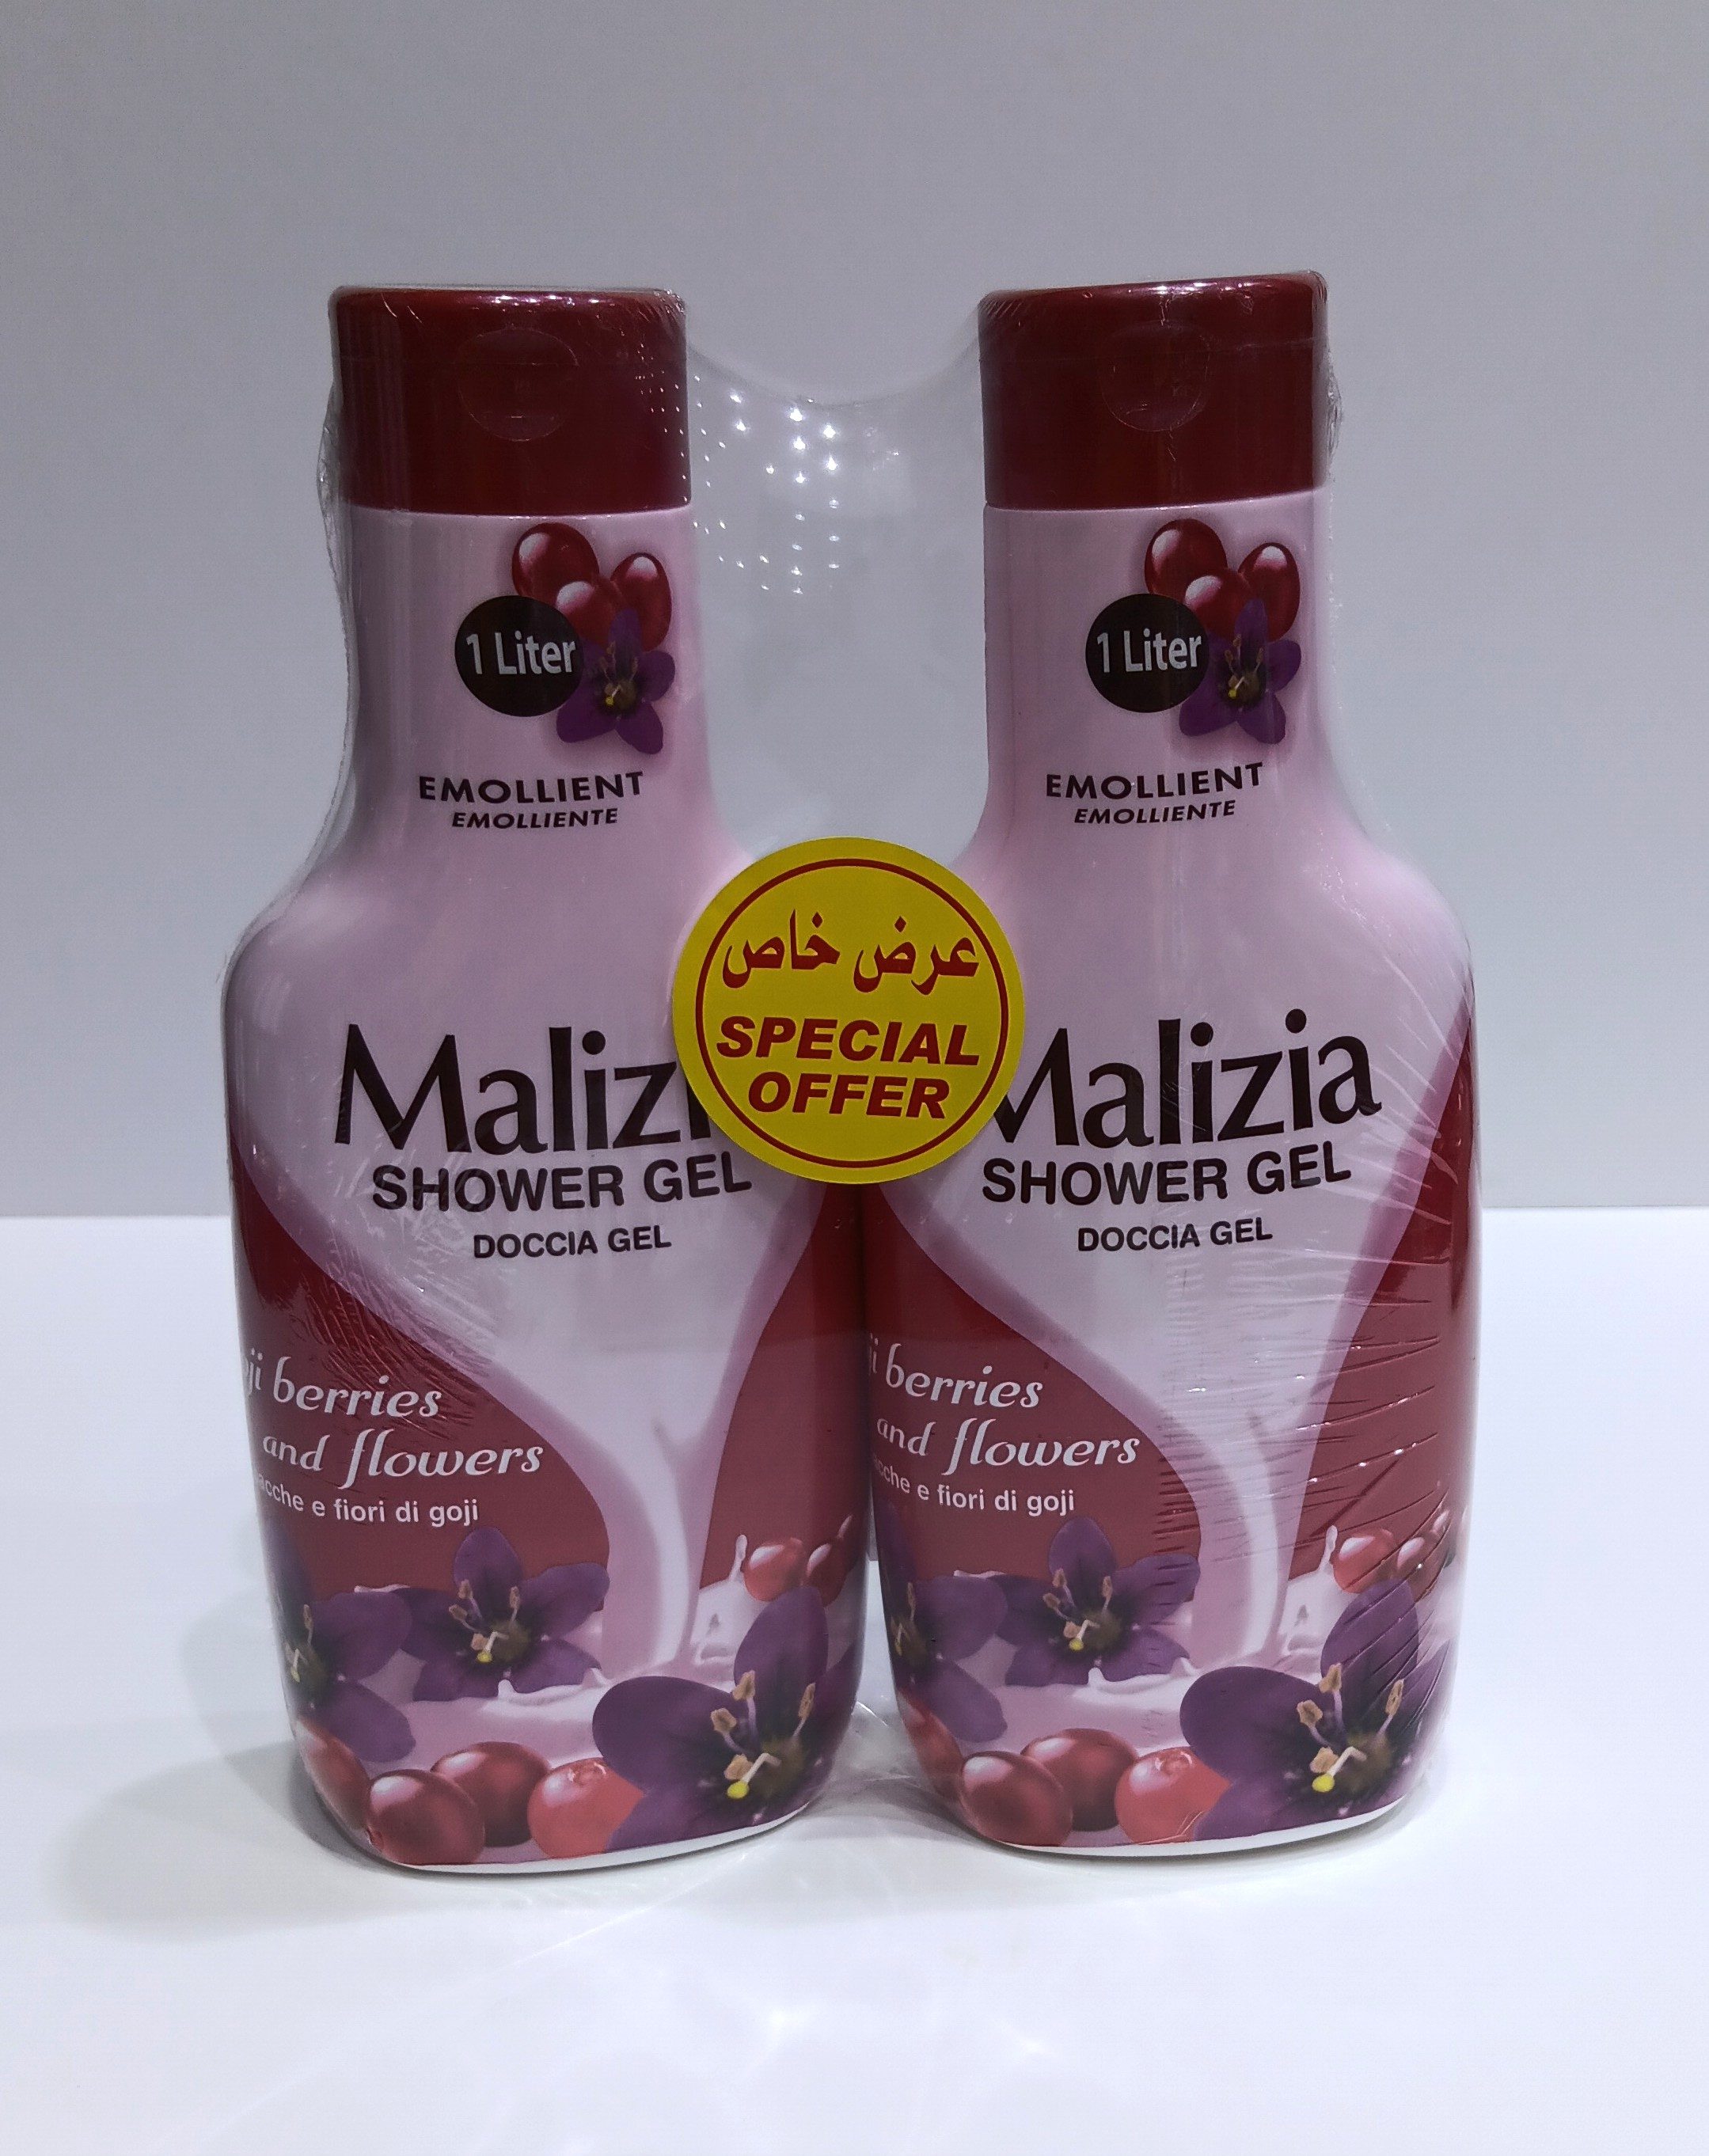 1 Liter
EMOLLIENT
EMOLLIENTE
Malizi
SHOWER GEL
DOCCIA GEL
ji berries
and flowers
acche e fiori di goji
عرض خاص
SPECIAL
OFFER
1 Liter
EMOLLIENT
EMOLLIENTE
Malizia
SHOWER GEL
DOCCIA GEL
berries
and flowers
che e fiori di goji